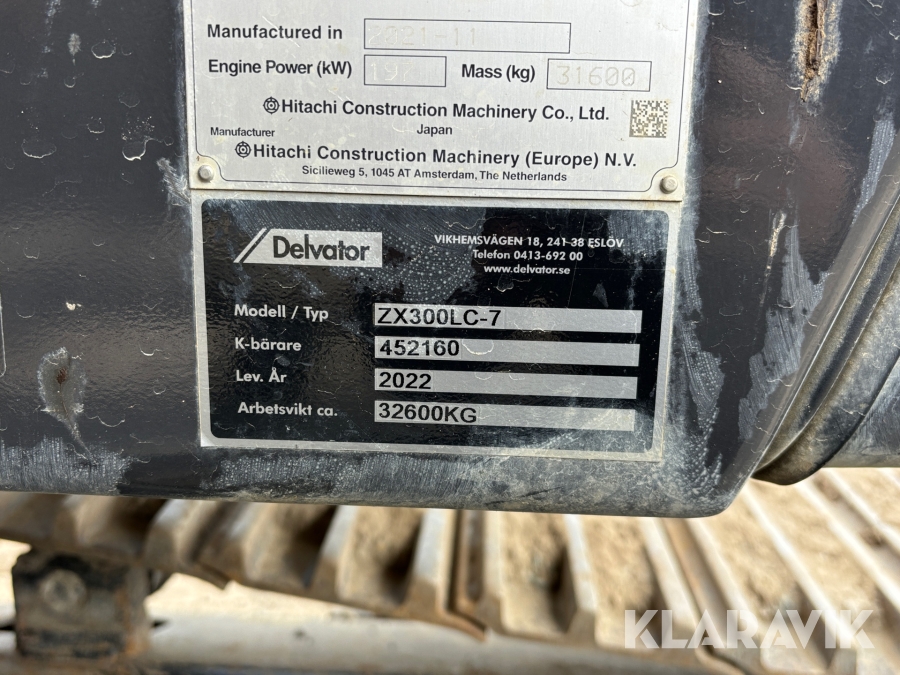 Manufactured in 2021-11
Engine Power (kW) Mass (kg) 31600
Hitachi Construction Machinery Co., Ltd.
Japan
Manufacturer
Hitachi Construction Machinery (Europe) N.V.
Sicilieweg 5, 1045 AT Amsterdam, The Netherlands
Delvator
VIKHEMSVÄGEN 18, 241 38 ESLÖV
Telefon 0413-692 00
www.delvator.se
Modell / Typ ZX300LC-7
K-bärare 452160
Lev. År 2022
Arbetsvikt ca. 32600KG
KLARAVIK